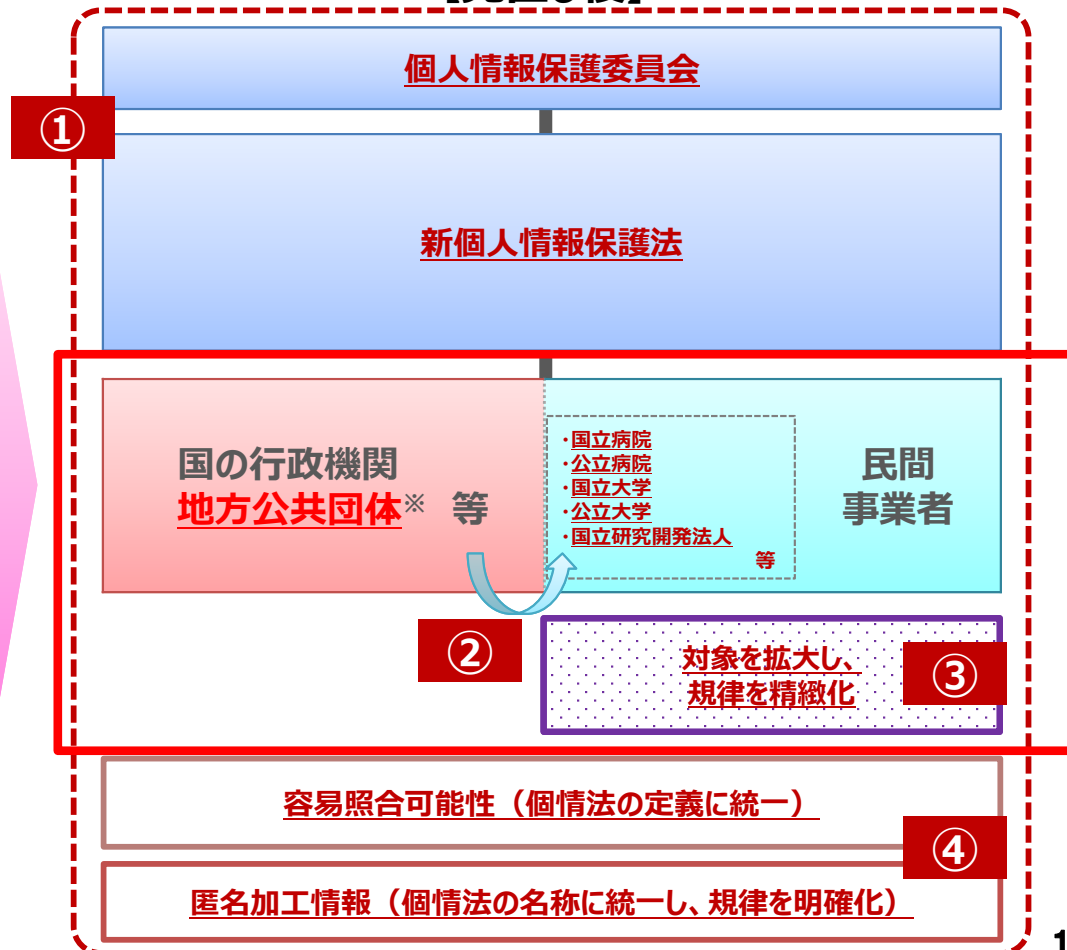 【見直し後】
個人情報保護委員会
①
新個人情報保護法
国の行政機関
地方公共団体※ 等
・国立病院
・公立病院
・国立大学
・公立大学
・国立研究開発法人
等
民間
事業者
②
対象を拡大し、
規律を精緻化
③
容易照合可能性（個情法の定義に統一）
④
匿名加工情報（個情法の名称に統一し、規律を明確化）
1